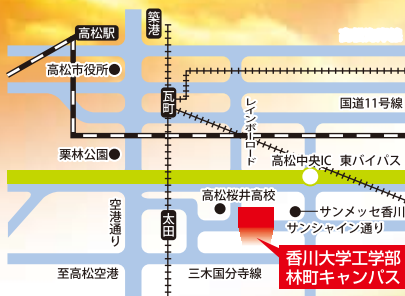 築港
高松駅
高松市役所
瓦町
レインボーロード
国道11号線
栗林公園
高松中央IC 東バイパス
高松桜井高校
空港通り
太田
サンメッセ香川
サンシャイン通り
香川大学工学部
林町キャンパス
至高松空港
三木国分寺線